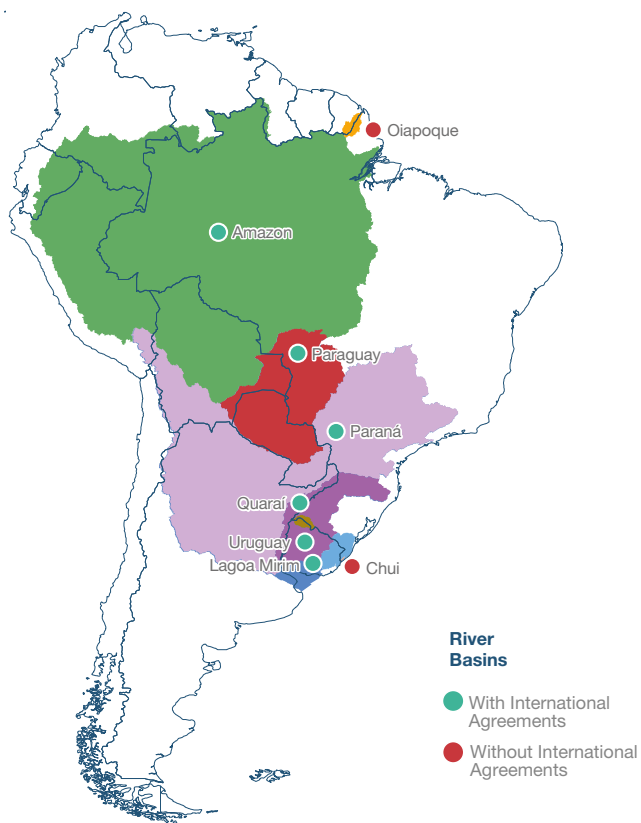 Oiapoque
Amazon
Paraguay
Paraná
Quaraí
Uruguay
Lagoa Mirim
Chui
River
Basins
With International
Agreements
Without International
Agreements